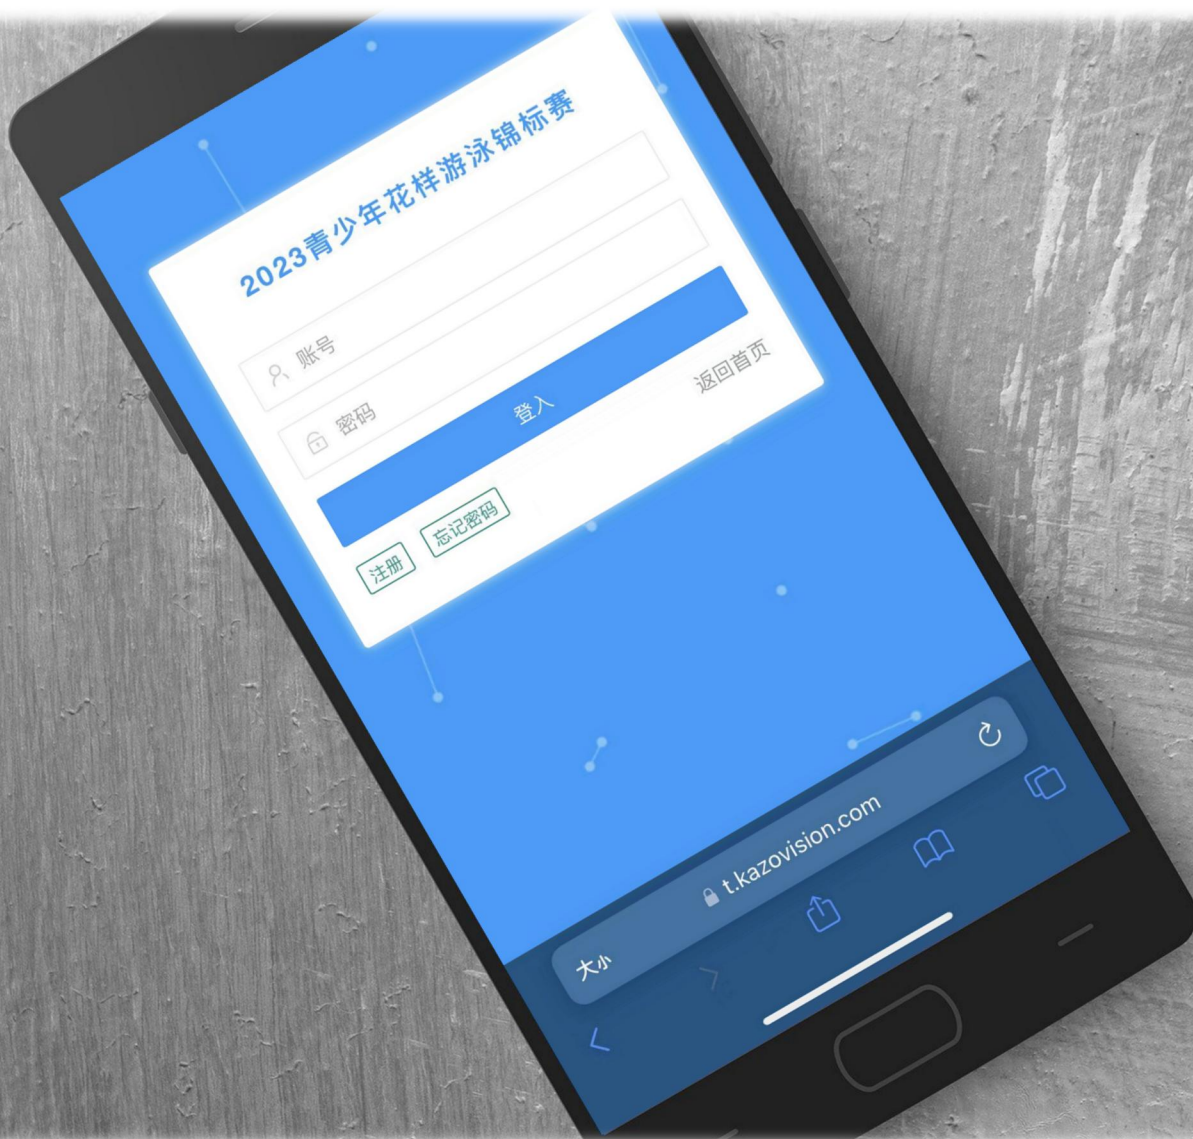 2023青少年花样游泳锦标赛
账号
密码
登入
注册 忘记密码 返回首页
大小 t.kazovision.com